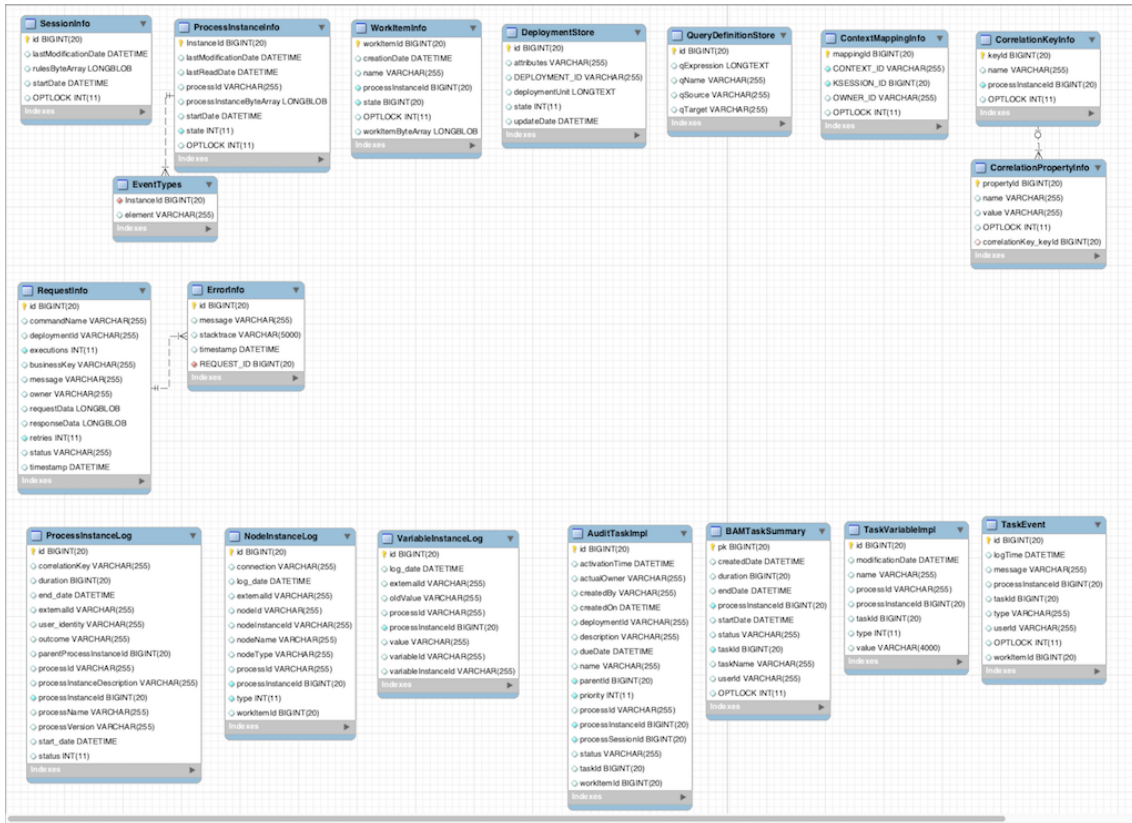 SessionInfo
id BIGINT(20)
lastModificationDate DATETIME
rulesByteArray LONGBLOB
startDate DATETIME
OPTLOCK INT(11)
Indexes
ProcessInstanceInfo
InstanceId BIGINT(20)
lastModificationDate DATETIME
lastReadDate DATETIME
processId VARCHAR(255)
processInstanceByteArray LONGBLOB
startDate DATETIME
state INT(11)
OPTLOCK INT(11)
Indexes
WorkItemInfo
workItemId BIGINT(20)
creationDate DATETIME
name VARCHAR(255)
processInstanceId BIGINT(20)
state BIGINT(20)
OPTLOCK INT(11)
workItemByteArray LONGBLOB
Indexes
DeploymentStore
id BIGINT(20)
attributes VARCHAR(255)
DEPLOYMENT_ID VARCHAR(255)
deploymentUnit LONGTEXT
state INT(11)
updateDate DATETIME
Indexes
QueryDefinitionStore
id BIGINT(20)
qExpression LONGTEXT
qName VARCHAR(255)
qSource VARCHAR(255)
qTarget VARCHAR(255)
Indexes
ContextMappingInfo
mappingId BIGINT(20)
CONTEXT_ID VARCHAR(255)
KSESSION_ID BIGINT(20)
OWNER_ID VARCHAR(255)
OPTLOCK INT(11)
Indexes
CorrelationKeyInfo
keyId BIGINT(20)
name VARCHAR(255)
processInstanceId BIGINT(20)
OPTLOCK INT(11)
Indexes
EventTypes
InstanceId BIGINT(20)
element VARCHAR(255)
Indexes
CorrelationPropertyInfo
propertyId BIGINT(20)
name VARCHAR(255)
value VARCHAR(255)
OPTLOCK INT(11)
correlationKey_keyId BIGINT(20)
Indexes
RequestInfo
id BIGINT(20)
commandName VARCHAR(255)
deploymentId VARCHAR(255)
executions INT(11)
businessKey VARCHAR(255)
message VARCHAR(255)
owner VARCHAR(255)
requestData LONGBLOB
responseData LONGBLOB
retries INT(11)
status VARCHAR(255)
timestamp DATETIME
Indexes
ErrorInfo
id BIGINT(20)
message VARCHAR(255)
stacktrace VARCHAR(5000)
timestamp DATETIME
REQUEST_ID BIGINT(20)
Indexes
ProcessInstanceLog
id BIGINT(20)
correlationKey VARCHAR(255)
duration BIGINT(20)
end_date DATETIME
externalId VARCHAR(255)
user_identity VARCHAR(255)
outcome VARCHAR(255)
parentProcessInstanceId BIGINT(20)
processId VARCHAR(255)
processInstanceDescription VARCHAR(255)
processInstanceId BIGINT(20)
processName VARCHAR(255)
processVersion VARCHAR(255)
start_date DATETIME
status INT(11)
Indexes
NodeInstanceLog
id BIGINT(20)
connection VARCHAR(255)
log_date DATETIME
externalId VARCHAR(255)
nodeId VARCHAR(255)
nodeInstanceId VARCHAR(255)
nodeName VARCHAR(255)
nodeType VARCHAR(255)
processId VARCHAR(255)
processInstanceId BIGINT(20)
type INT(11)
workItemId BIGINT(20)
Indexes
VariableInstanceLog
id BIGINT(20)
log_date DATETIME
externalId VARCHAR(255)
oldValue VARCHAR(255)
processId VARCHAR(255)
processInstanceId BIGINT(20)
value VARCHAR(255)
variableId VARCHAR(255)
variableInstanceId VARCHAR(255)
Indexes
AuditTaskImpl
id BIGINT(20)
activationTime DATETIME
actualOwner VARCHAR(255)
createdBy VARCHAR(255)
createdOn DATETIME
deploymentId VARCHAR(255)
description VARCHAR(255)
dueDate DATETIME
name VARCHAR(255)
parentId BIGINT(20)
priority INT(11)
processId VARCHAR(255)
processInstanceId BIGINT(20)
processSessionId BIGINT(20)
status VARCHAR(255)
taskId BIGINT(20)
workItemId BIGINT(20)
Indexes
BAMTaskSummary
pk BIGINT(20)
createdDate DATETIME
duration BIGINT(20)
endDate DATETIME
processInstanceId BIGINT(20)
startDate DATETIME
status VARCHAR(255)
taskId BIGINT(20)
taskName VARCHAR(255)
userId VARCHAR(255)
OPTLOCK INT(11)
Indexes
TaskVariableImpl
id BIGINT(20)
modificationDate DATETIME
name VARCHAR(255)
processId VARCHAR(255)
processInstanceId BIGINT(20)
taskId BIGINT(20)
type INT(11)
value VARCHAR(4000)
Indexes
TaskEvent
id BIGINT(20)
logTime DATETIME
message VARCHAR(255)
processInstanceId BIGINT(20)
taskId BIGINT(20)
type VARCHAR(255)
userId VARCHAR(255)
OPTLOCK INT(11)
workItemId BIGINT(20)
Indexes